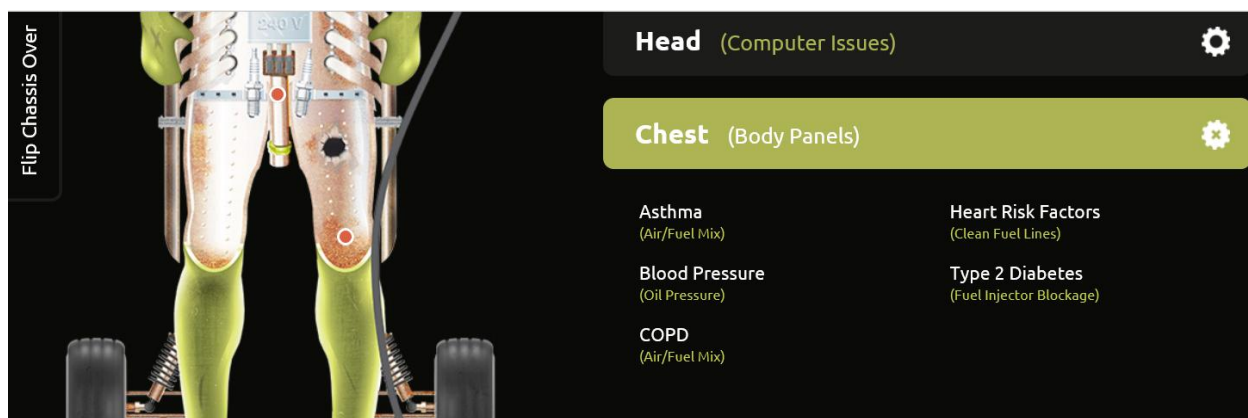 Flip Chassis Over
240 V
Head (Computer Issues)
Chest (Body Panels)
Asthma
(Air/Fuel Mix)
Heart Risk Factors
(Clean Fuel Lines)
Blood Pressure
(Oil Pressure)
Type 2 Diabetes
(Fuel Injector Blockage)
COPD
(Air/Fuel Mix)